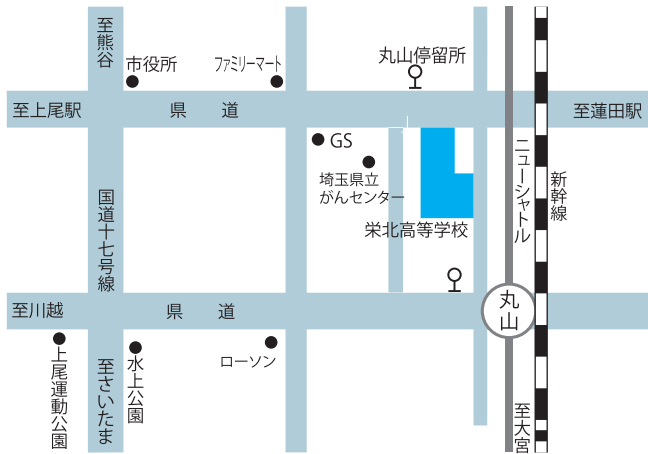 至熊谷
市役所
ファミリーマート
丸山停留所
至上尾駅
県道
至蓮田駅
GS
埼玉県立
がんセンター
ニューシャトル
新幹線
国道十七号線
栄北高等学校
至川越
県道
丸
山
上尾運動公園
至さいたま
水上公園
ローソン
至大宮